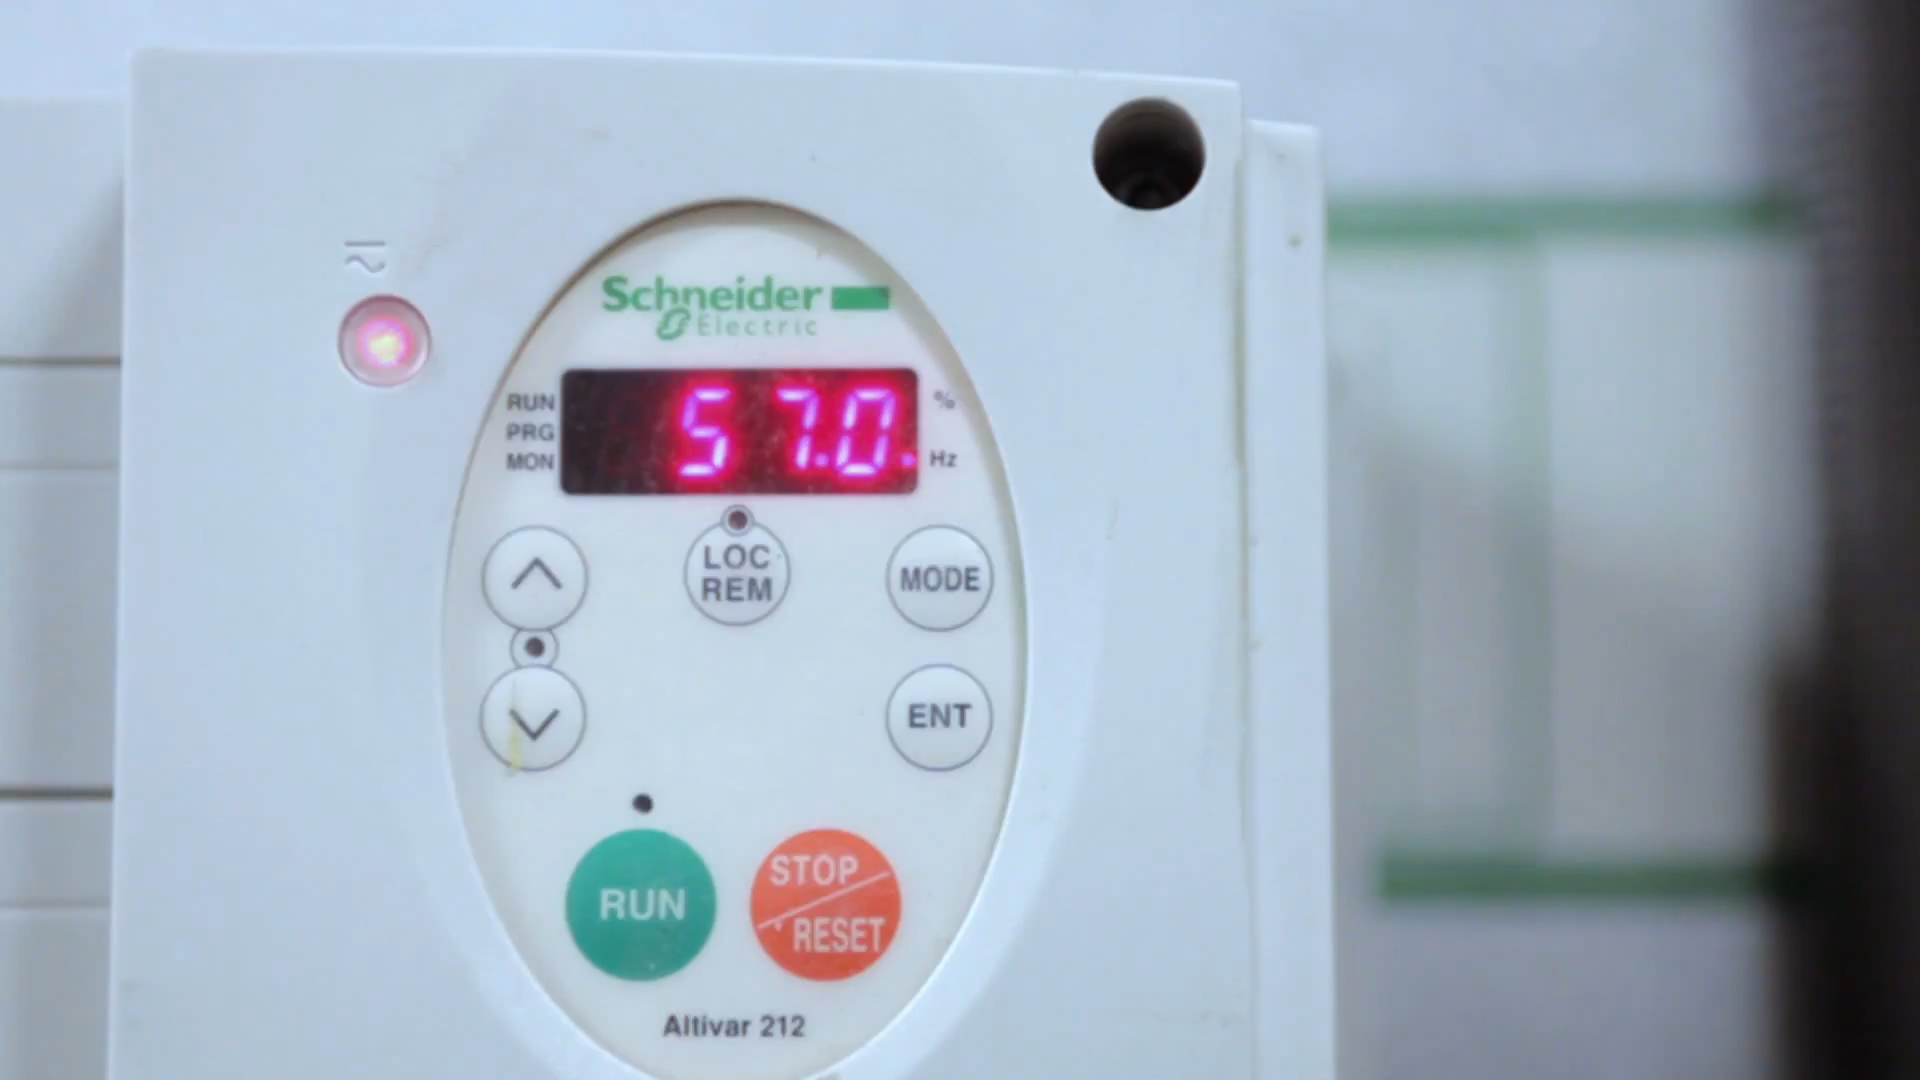 Schneider
Electric
RUN
PRG
MON
57.0.
%
Hz
LOC
REM
MODE
ENT
RUN
STOP
RESET
Altivar 212